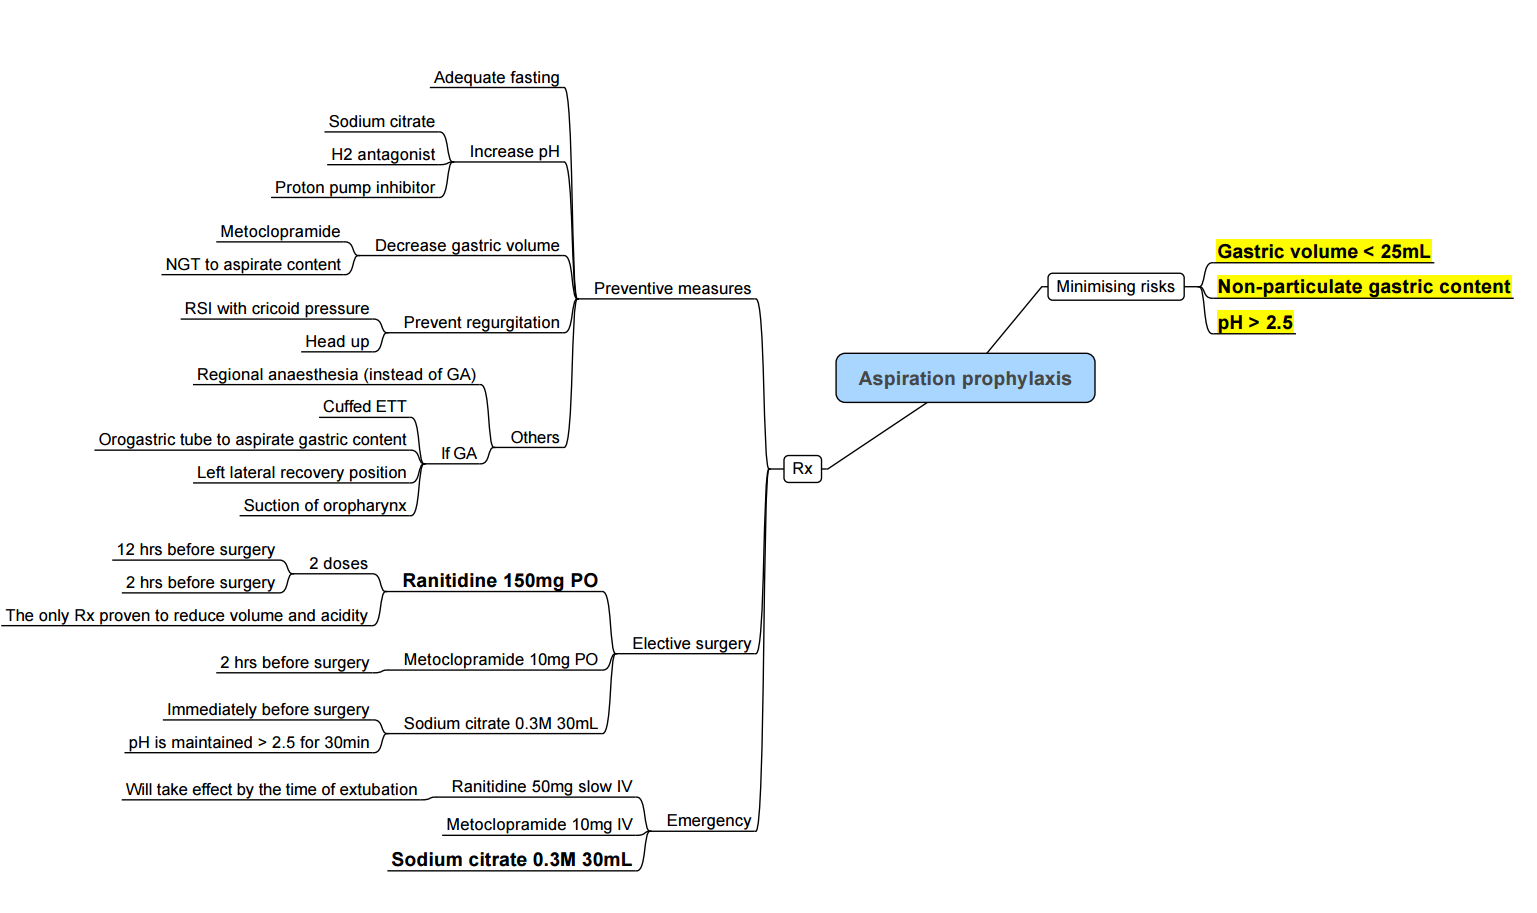 Aspiration prophylaxis
Minimising risks
Gastric volume < 25mL
Non-particulate gastric content
pH > 2.5
Rx
Preventive measures
Adequate fasting
Increase pH
Sodium citrate
H2 antagonist
Proton pump inhibitor
Decrease gastric volume
Metoclopramide
NGT to aspirate content
Prevent regurgitation
RSI with cricoid pressure
Head up
Others
Regional anaesthesia (instead of GA)
If GA
Cuffed ETT
Orogastric tube to aspirate gastric content
Left lateral recovery position
Suction of oropharynx
Elective surgery
Ranitidine 150mg PO
2 doses
12 hrs before surgery
2 hrs before surgery
The only Rx proven to reduce volume and acidity
Metoclopramide 10mg PO
2 hrs before surgery
Sodium citrate 0.3M 30mL
Immediately before surgery
pH is maintained > 2.5 for 30min
Emergency
Ranitidine 50mg slow IV
Will take effect by the time of extubation
Metoclopramide 10mg IV
Sodium citrate 0.3M 30mL